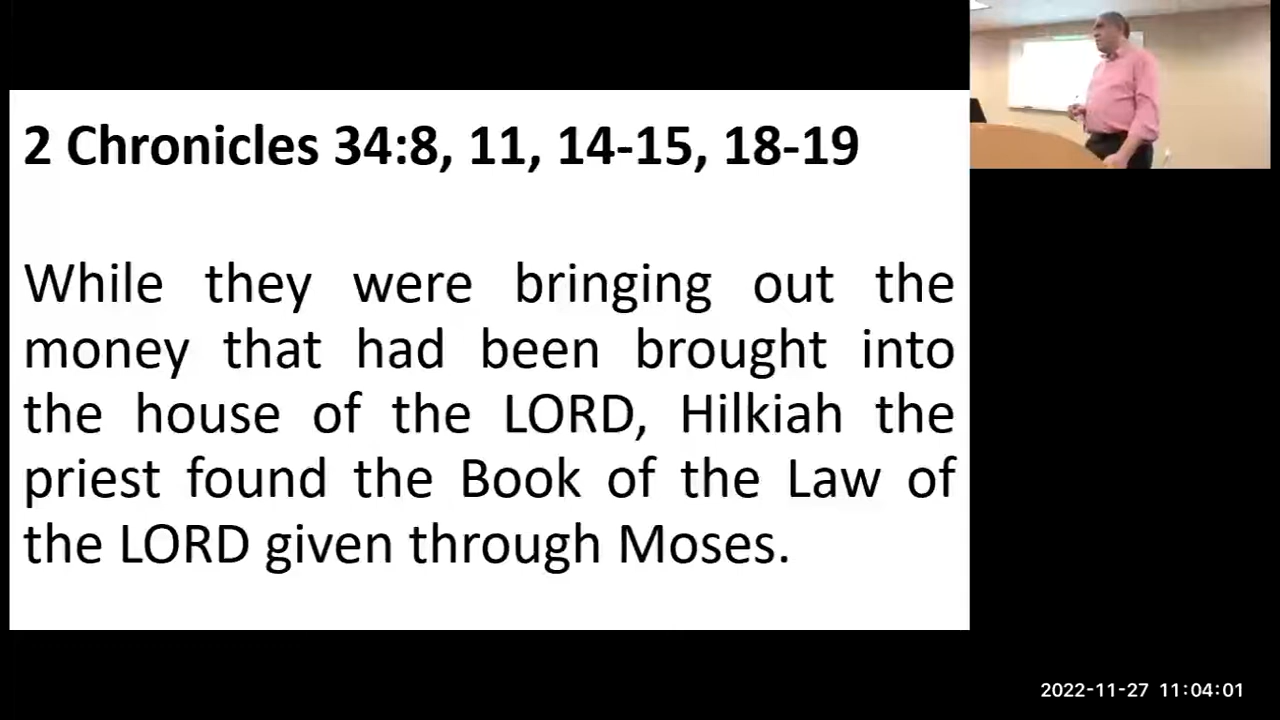 2 Chronicles 34:8, 11, 14-15, 18-19
While they were bringing out the
money that had been brought into
the house of the LORD, Hilkiah the
priest found the Book of the Law of
the LORD given through Moses.
2022-11-27 11:04:01